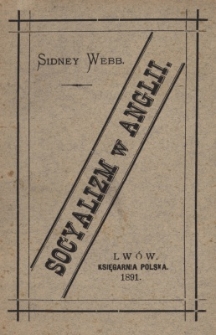 SIDNEY WEBB.
SOCYALIZM W ANGLII.
LWÓW.
KSIĘGARNIA POLSKA.
1891.